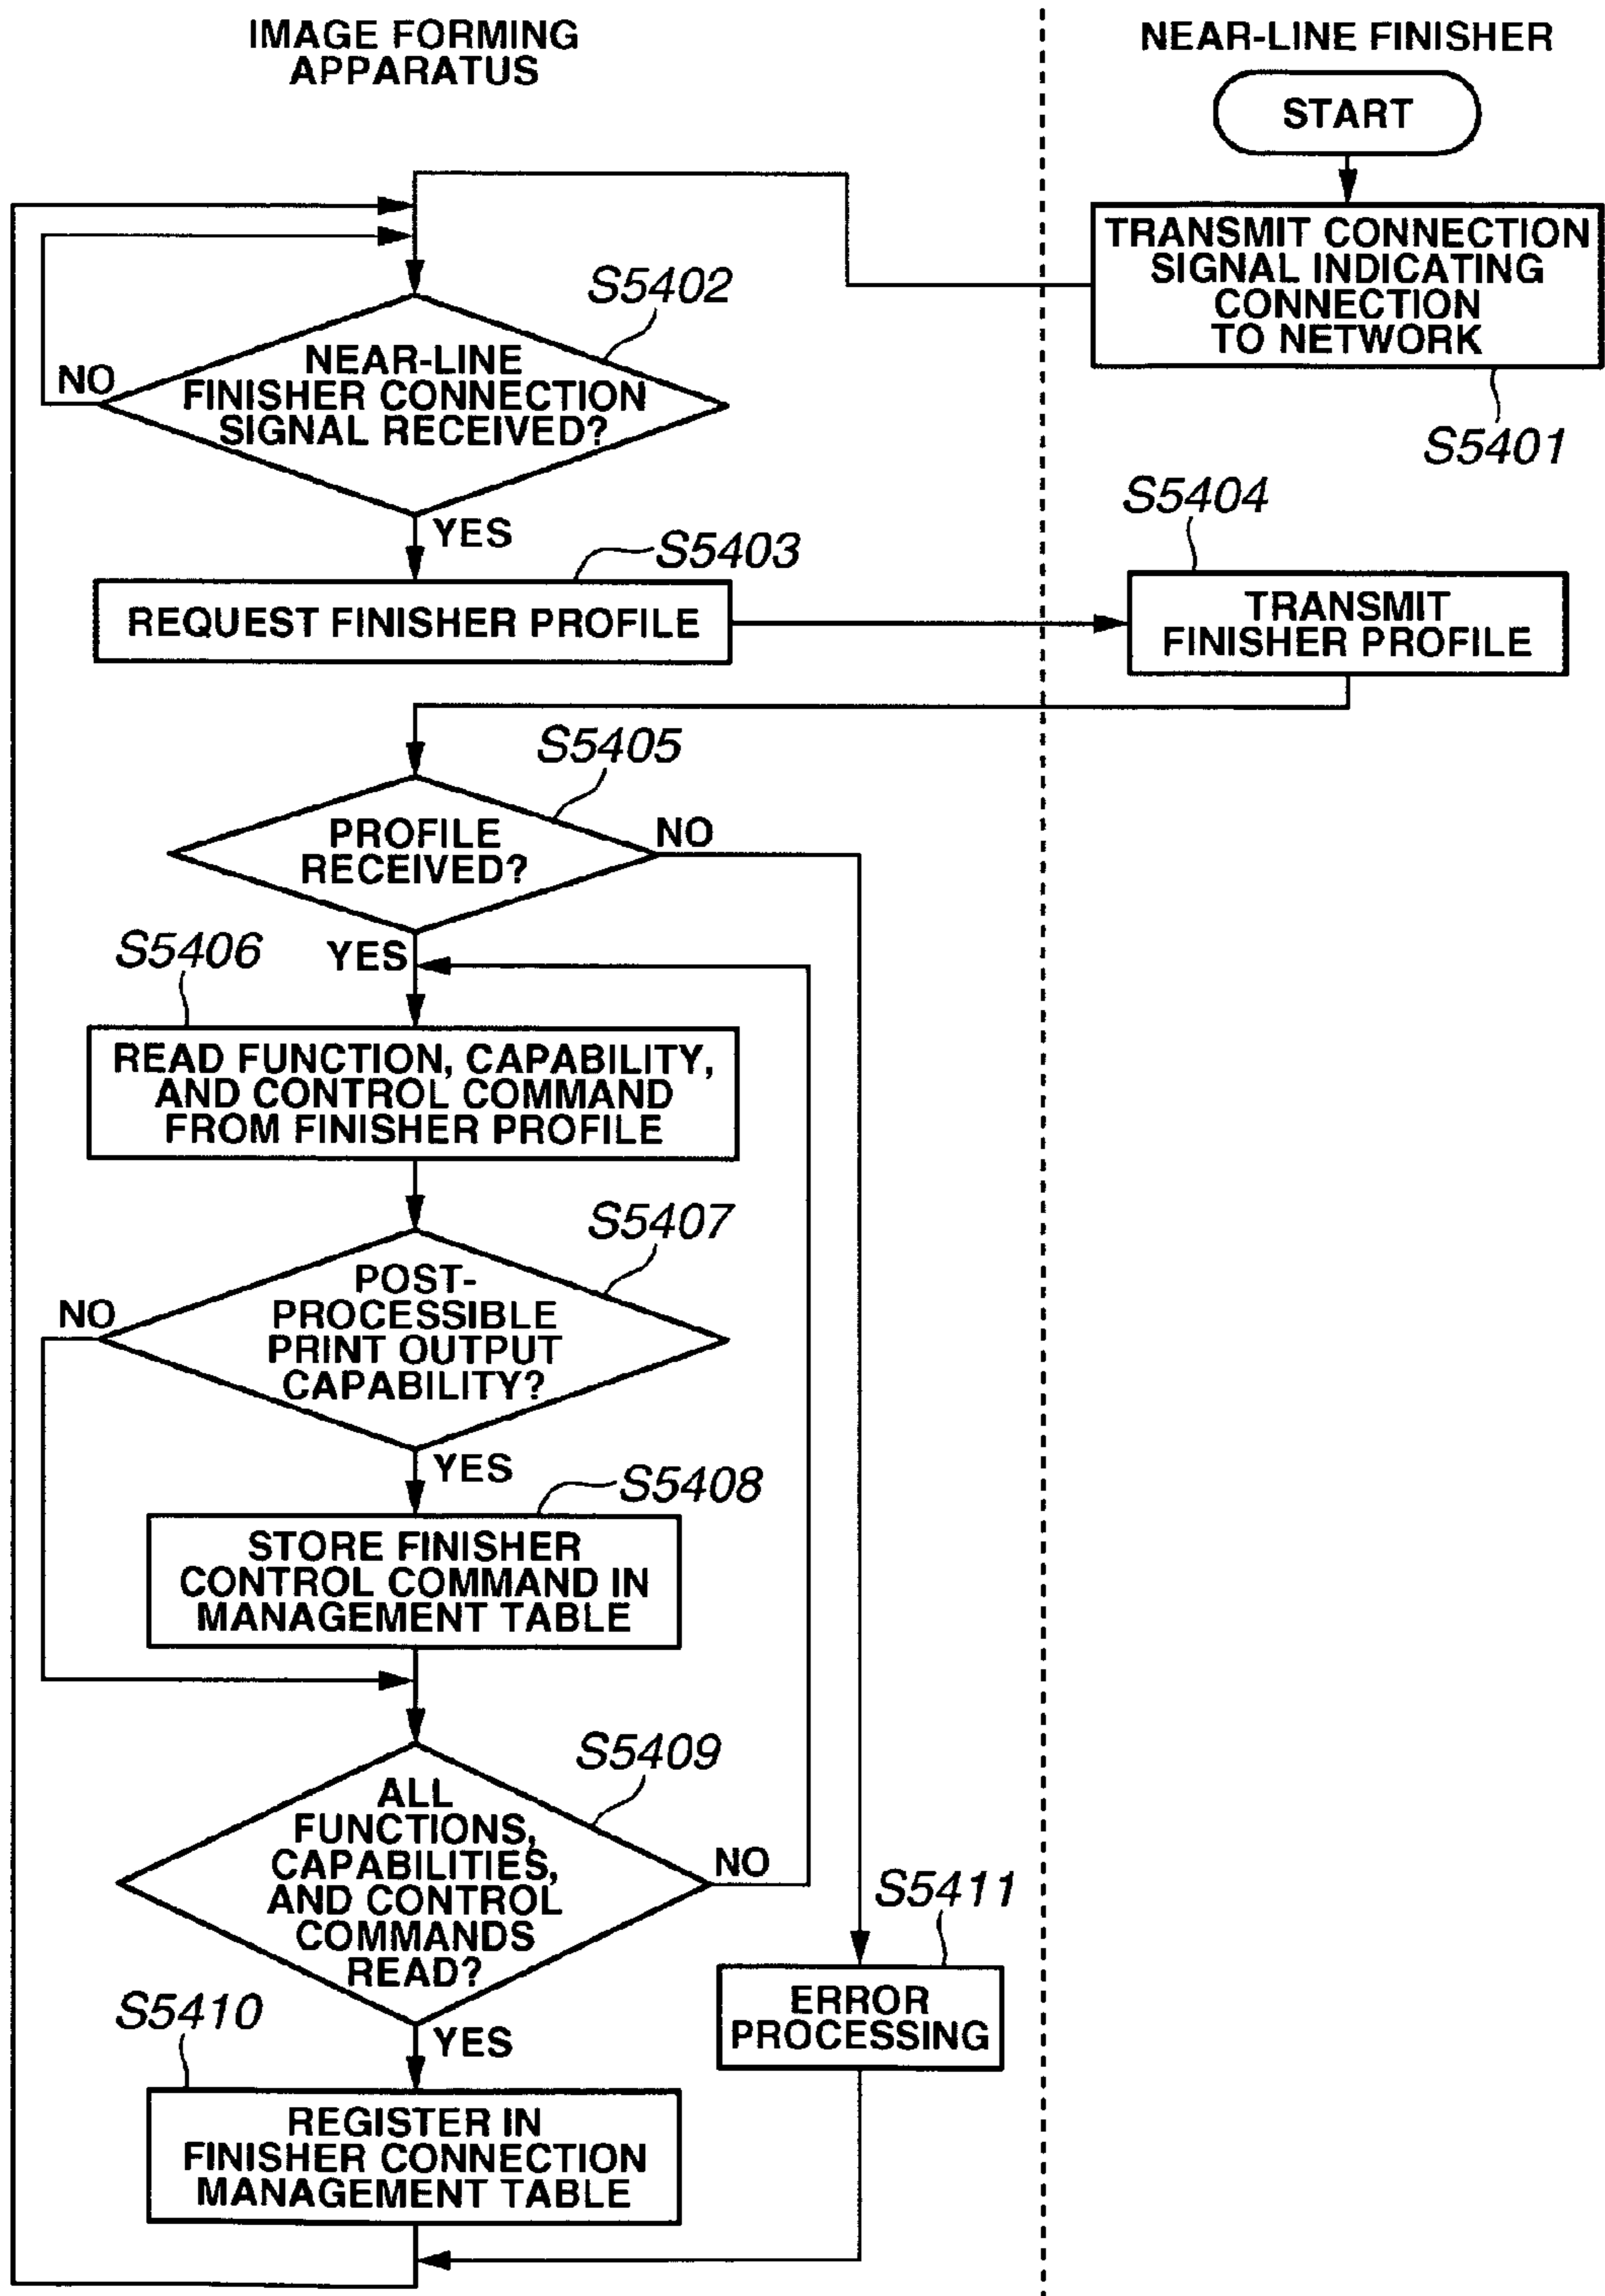 IMAGE FORMING
APPARATUS
NEAR-LINE FINISHER
START
TRANSMIT CONNECTION
SIGNAL INDICATING
CONNECTION
TO NETWORK
S5401
S5402
NEAR-LINE
FINISHER CONNECTION
SIGNAL RECEIVED?
NO
YES
S5403
REQUEST FINISHER PROFILE
S5404
TRANSMIT
FINISHER PROFILE
S5405
PROFILE
RECEIVED?
NO
YES
S5406
READ FUNCTION, CAPABILITY,
AND CONTROL COMMAND
FROM FINISHER PROFILE
S5407
POST-
PROCESSIBLE
PRINT OUTPUT
CAPABILITY?
NO
YES
S5408
STORE FINISHER
CONTROL COMMAND IN
MANAGEMENT TABLE
S5409
ALL
FUNCTIONS,
CAPABILITIES,
AND CONTROL
COMMANDS
READ?
NO
YES
S5411
ERROR
PROCESSING
S5410
REGISTER IN
FINISHER CONNECTION
MANAGEMENT TABLE